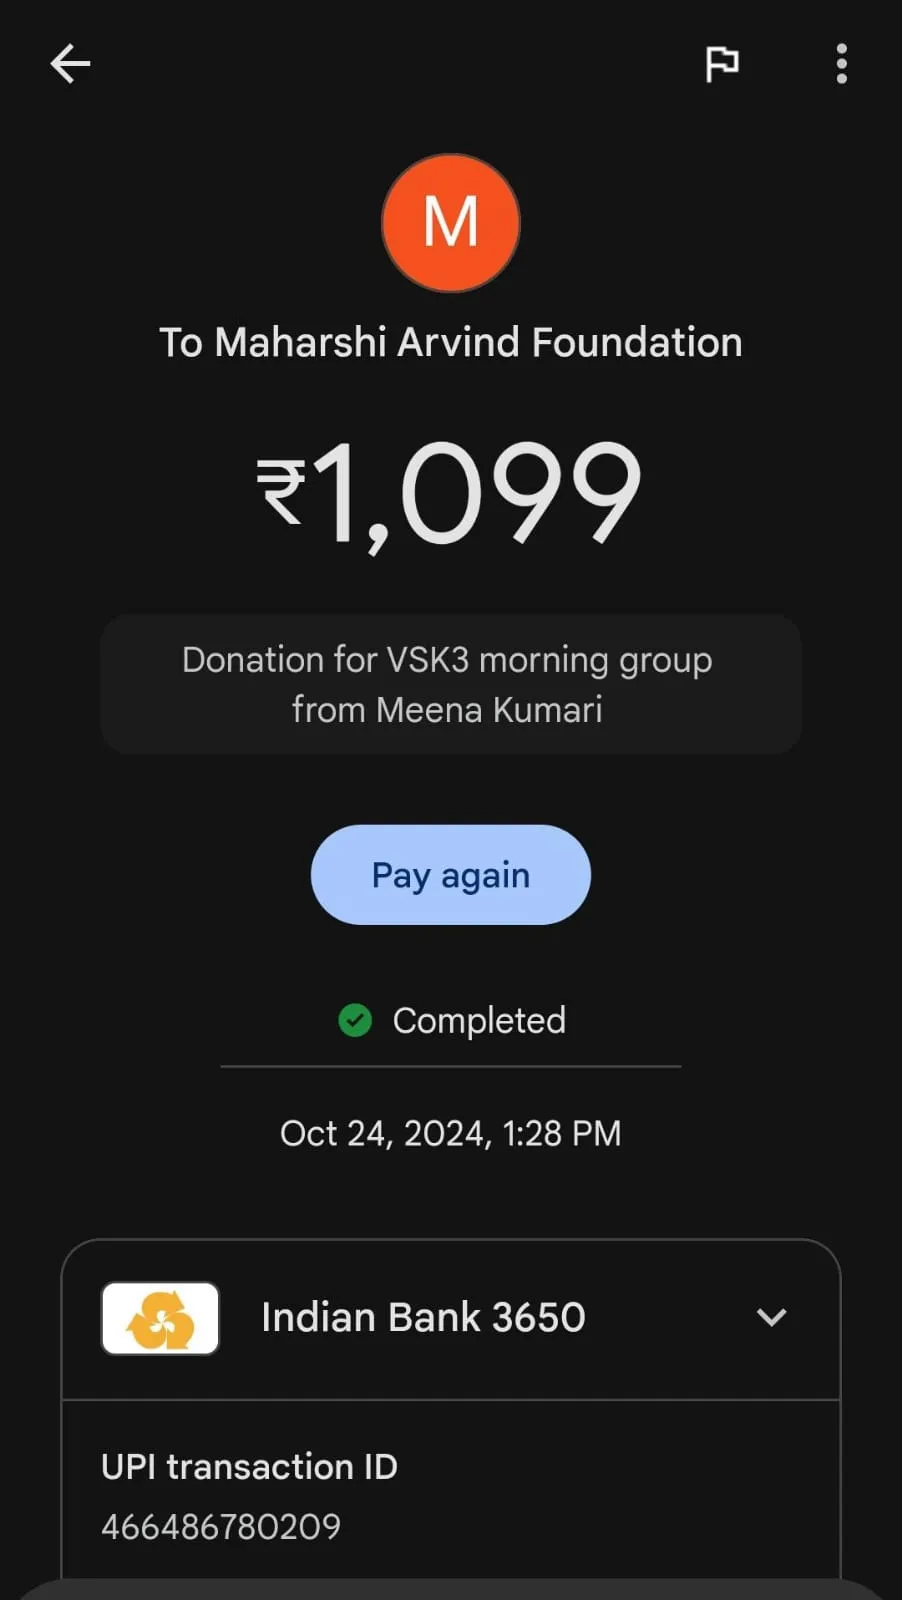 M
To Maharshi Arvind Foundation
₹1,099
Donation for VSK3 morning group
from Meena Kumari
Pay again
Completed
Oct 24, 2024, 1:28 PM
Indian Bank 3650
UPI transaction ID
466486780209